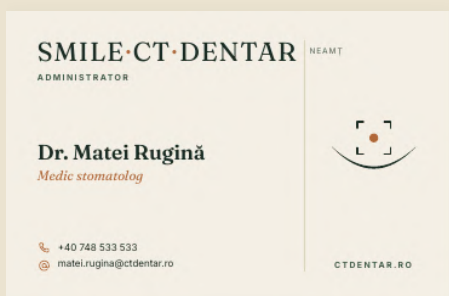 SMILE·CT·DENTAR
NEAMȚ
ADMINISTRATOR
Dr. Matei Rugină
Medic stomatolog
+40 748 533 533
matei.rugina@ctdentar.ro
CTDENTAR.RO